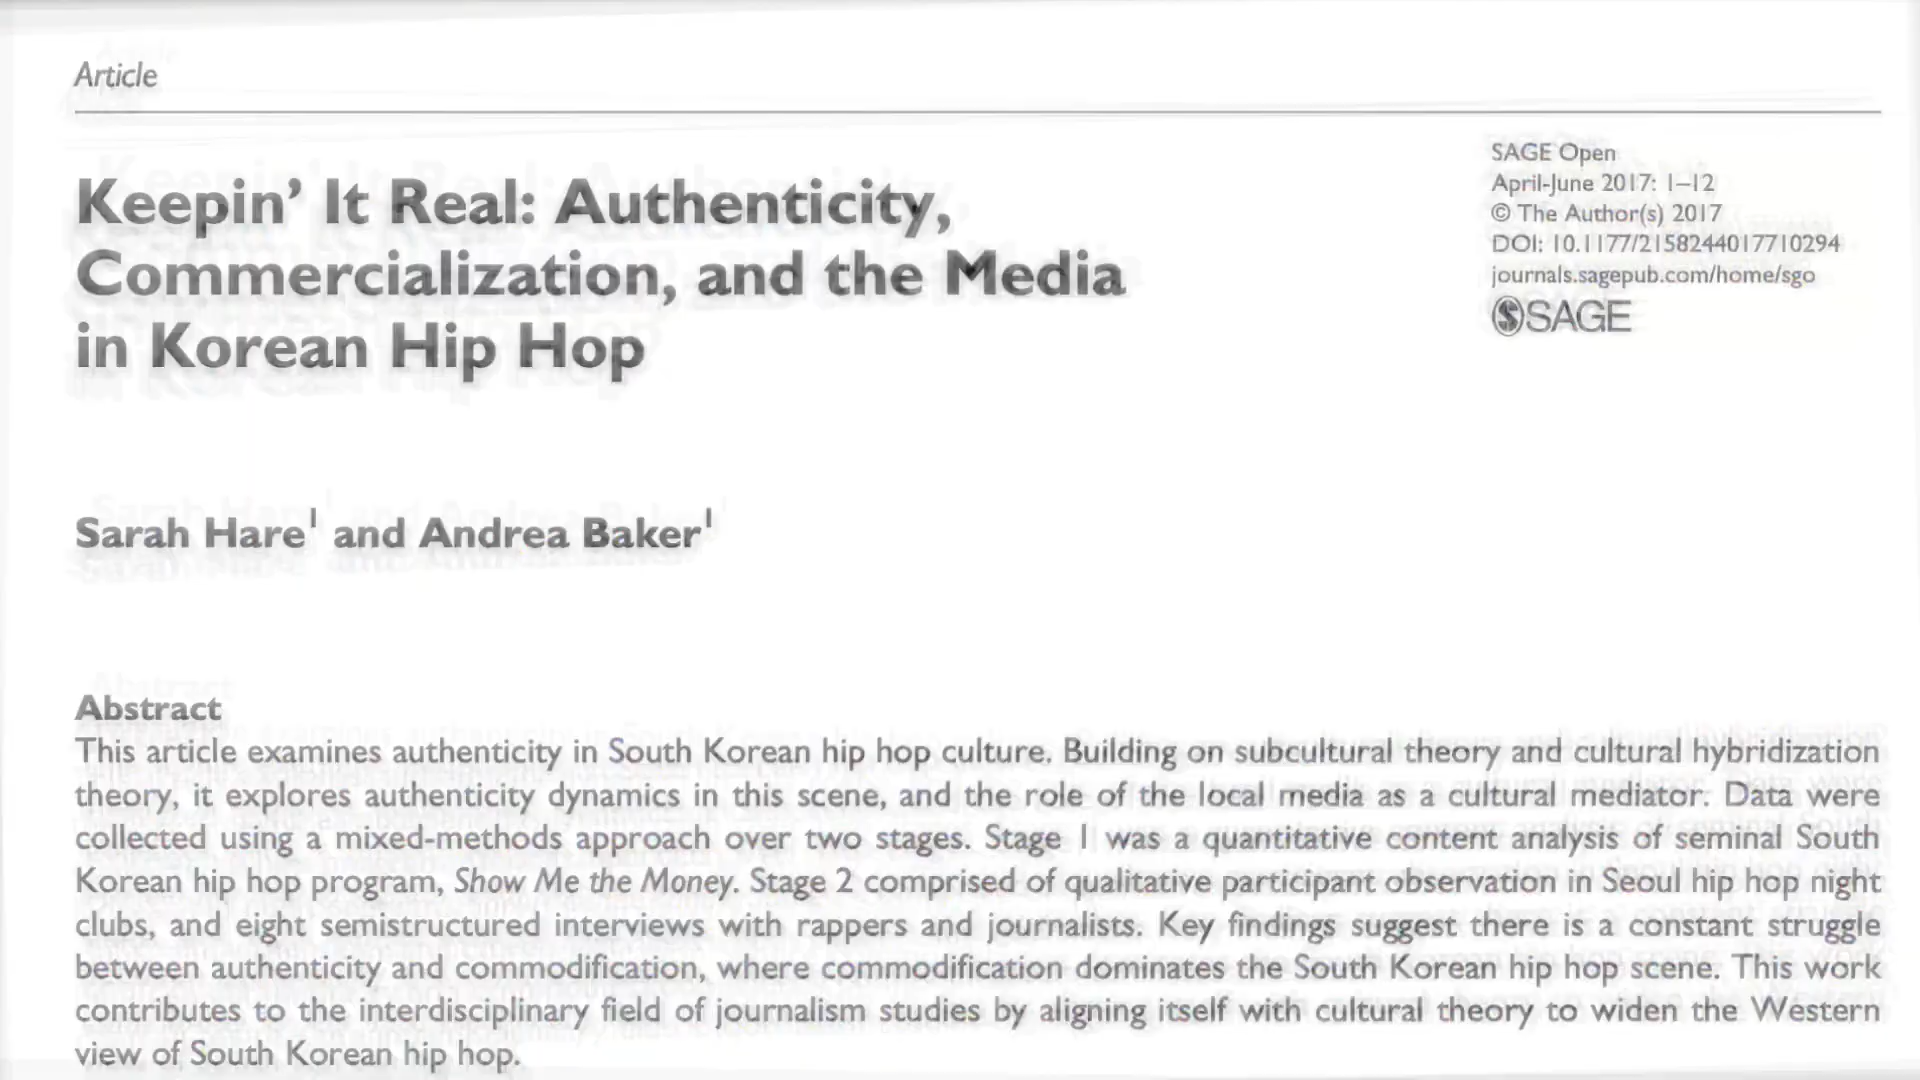 Article
Keepin’ It Real: Authenticity,
Commercialization, and the Media
in Korean Hip Hop
SAGE Open
April-June 2017: 1–12
© The Author(s) 2017
DOI: 10.1177/2158244017710294
journals.sagepub.com/home/sgo
SAGE
Sarah Hare1 and Andrea Baker1
Abstract
This article examines authenticity in South Korean hip hop culture. Building on subcultural theory and cultural hybridization
theory, it explores authenticity dynamics in this scene, and the role of the local media as a cultural mediator. Data were
collected using a mixed-methods approach over two stages. Stage 1 was a quantitative content analysis of seminal South
Korean hip hop program, Show Me the Money. Stage 2 comprised of qualitative participant observation in Seoul hip hop night
clubs, and eight semistructured interviews with rappers and journalists. Key findings suggest there is a constant struggle
between authenticity and commodification, where commodification dominates the South Korean hip hop scene. This work
contributes to the interdisciplinary field of journalism studies by aligning itself with cultural theory to widen the Western
view of South Korean hip hop.